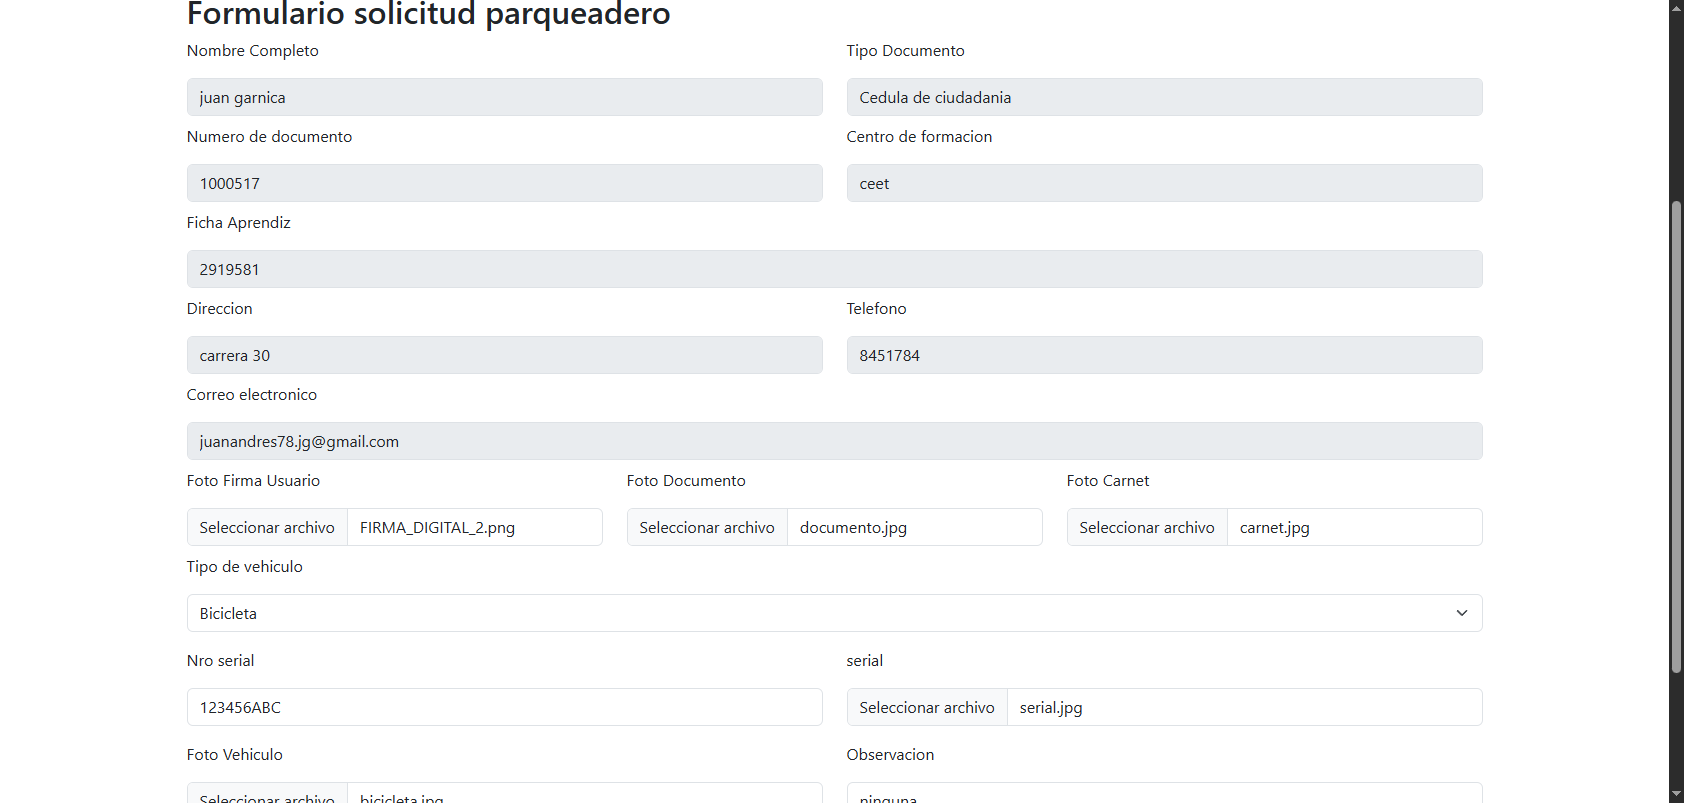 Formulario solicitud parqueadero
Nombre Completo
Tipo Documento
juan garnica
Cedula de ciudadania
Numero de documento
Centro de formacion
1000517
ceet
Ficha Aprendiz
2919581
Direccion
Telefono
carrera 30
8451784
Correo electronico
juanandres78.jg@gmail.com
Foto Firma Usuario
Foto Documento
Foto Carnet
Seleccionar archivo FIRMA_DIGITAL_2.png
Seleccionar archivo documento.jpg
Seleccionar archivo carnet.jpg
Tipo de vehiculo
Bicicleta
Nro serial
serial
123456ABC
Seleccionar archivo serial.jpg
Foto Vehiculo
Observacion
Seleccionar archivo bicicleta.jpg
ninguna